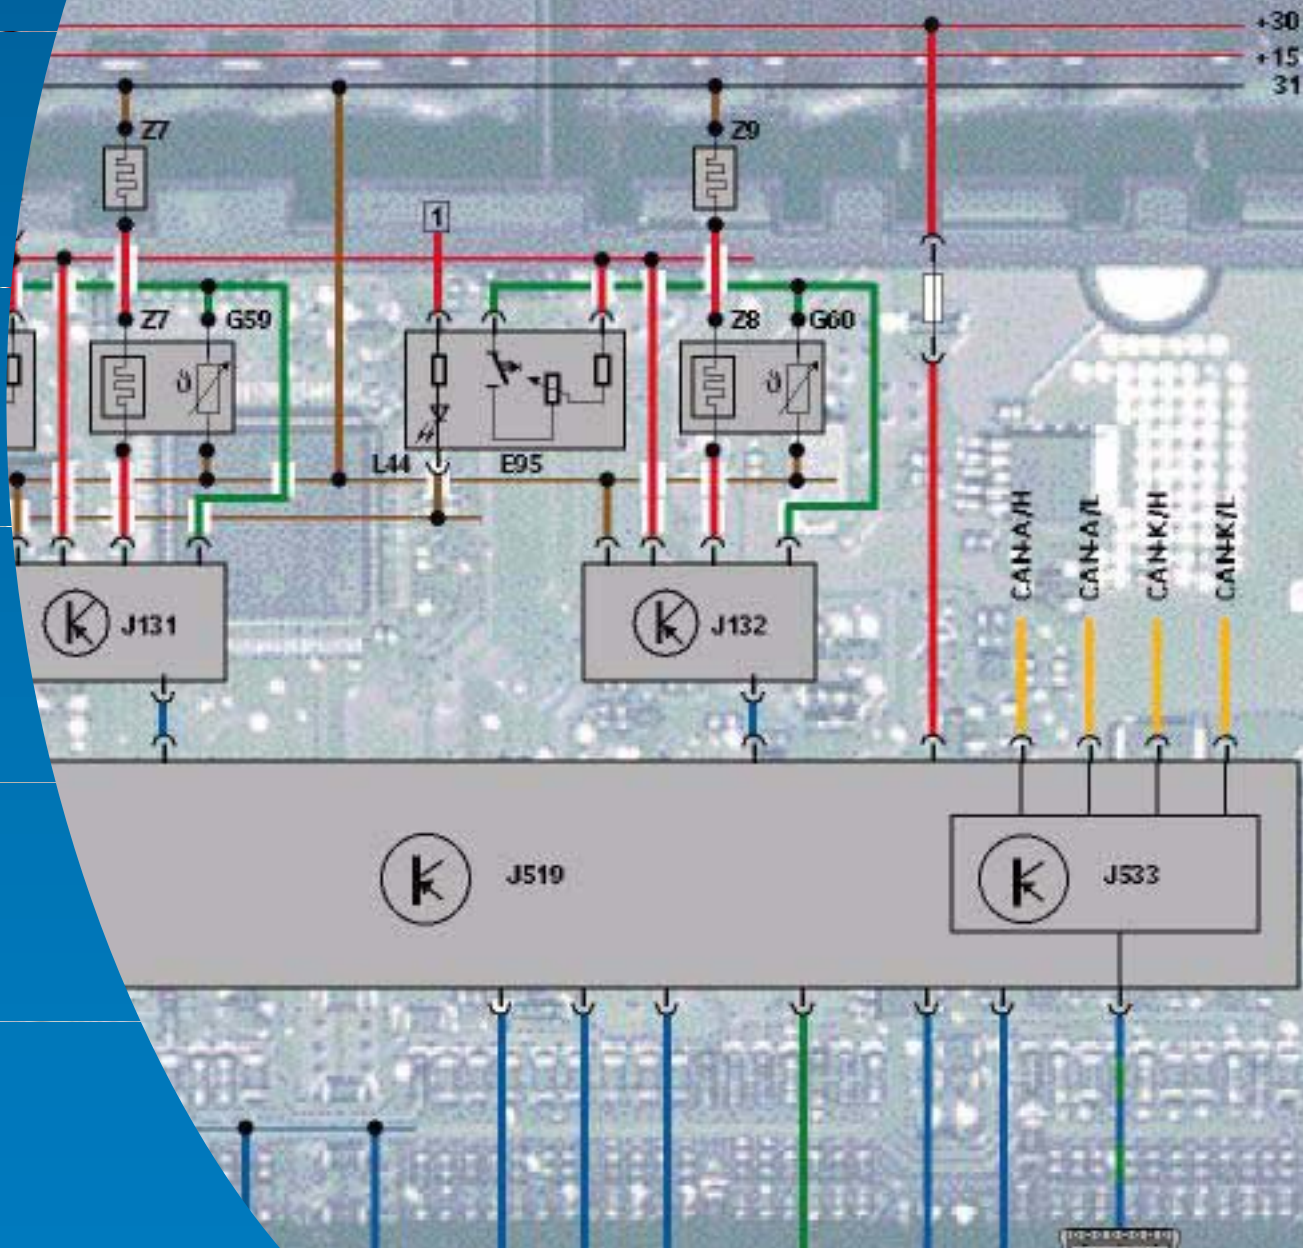 +30
+15
31
Z7
Z9
1
Z7
G59
Z8
G60
L44
E95
CAN-A/H
CAN-A/L
CAN-K/H
CAN-K/L
J131
J132
J519
J533